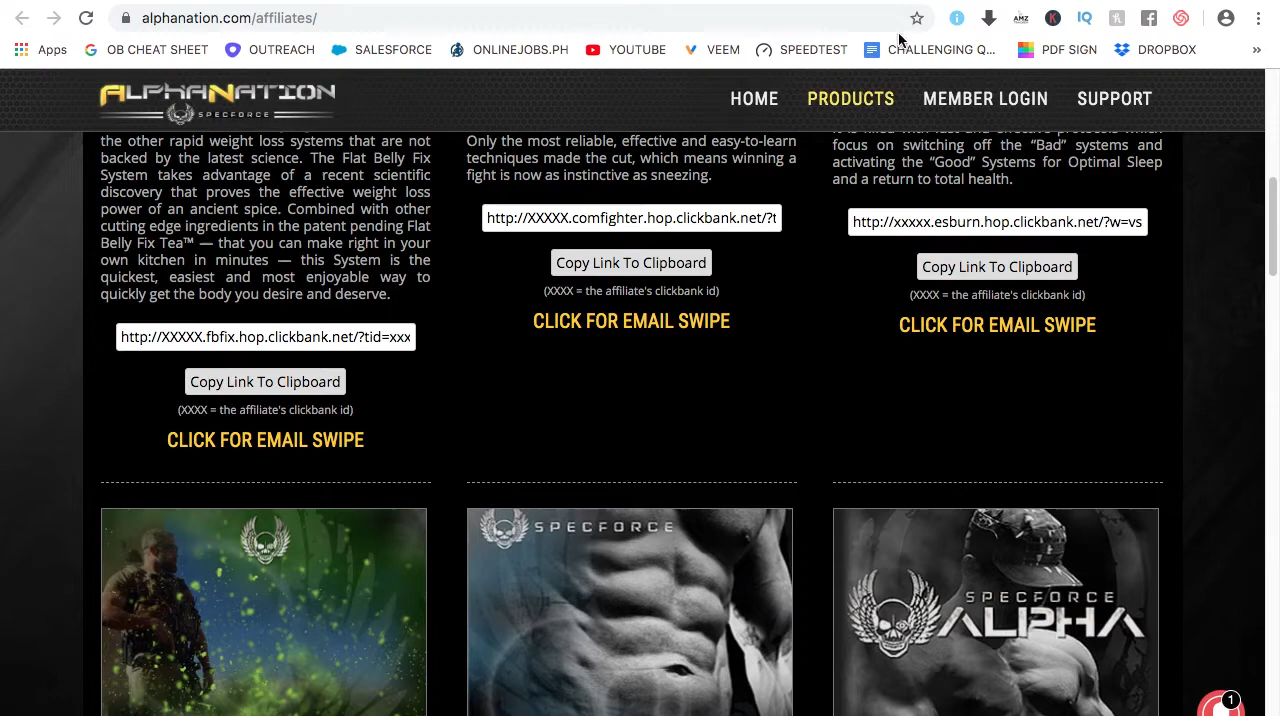 alphanation.com/affiliates/
Apps
OB CHEAT SHEET
OUTREACH
SALESFORCE
ONLINEJOBS.PH
YOUTUBE
VEEM
SPEEDTEST
CHALLENGING Q...
PDF SIGN
DROPBOX
»
AMZ
K
IQ
ALPHANATION
SPECFORCE
HOME
PRODUCTS
MEMBER LOGIN
SUPPORT
the other rapid weight loss systems that are not
backed by the latest science. The Flat Belly Fix
System takes advantage of a recent scientific
discovery that proves the effective weight loss
power of an ancient spice. Combined with other
cutting edge ingredients in the patent pending Flat
Belly Fix Tea™ — that you can make right in your
own kitchen in minutes — this System is the
quickest, easiest and most enjoyable way to
quickly get the body you desire and deserve.
http://XXXXX.fbfix.hop.clickbank.net/?tid=xxx
Copy Link To Clipboard
(XXXX = the affiliate's clickbank id)
CLICK FOR EMAIL SWIPE
Only the most reliable, effective and easy-to-learn
techniques made the cut, which means winning a
fight is now as instinctive as sneezing.
http://XXXXX.comfighter.hop.clickbank.net/?t
Copy Link To Clipboard
(XXXX = the affiliate's clickbank id)
CLICK FOR EMAIL SWIPE
It is filled with fast and effective protocols which
focus on switching off the “Bad” systems and
activating the “Good” Systems for Optimal Sleep
and a return to total health.
http://xxxxx.esburn.hop.clickbank.net/?w=vs
Copy Link To Clipboard
(XXXX = the affiliate's clickbank id)
CLICK FOR EMAIL SWIPE
SPECFORCE
SPECFORCE
ALPHA
1